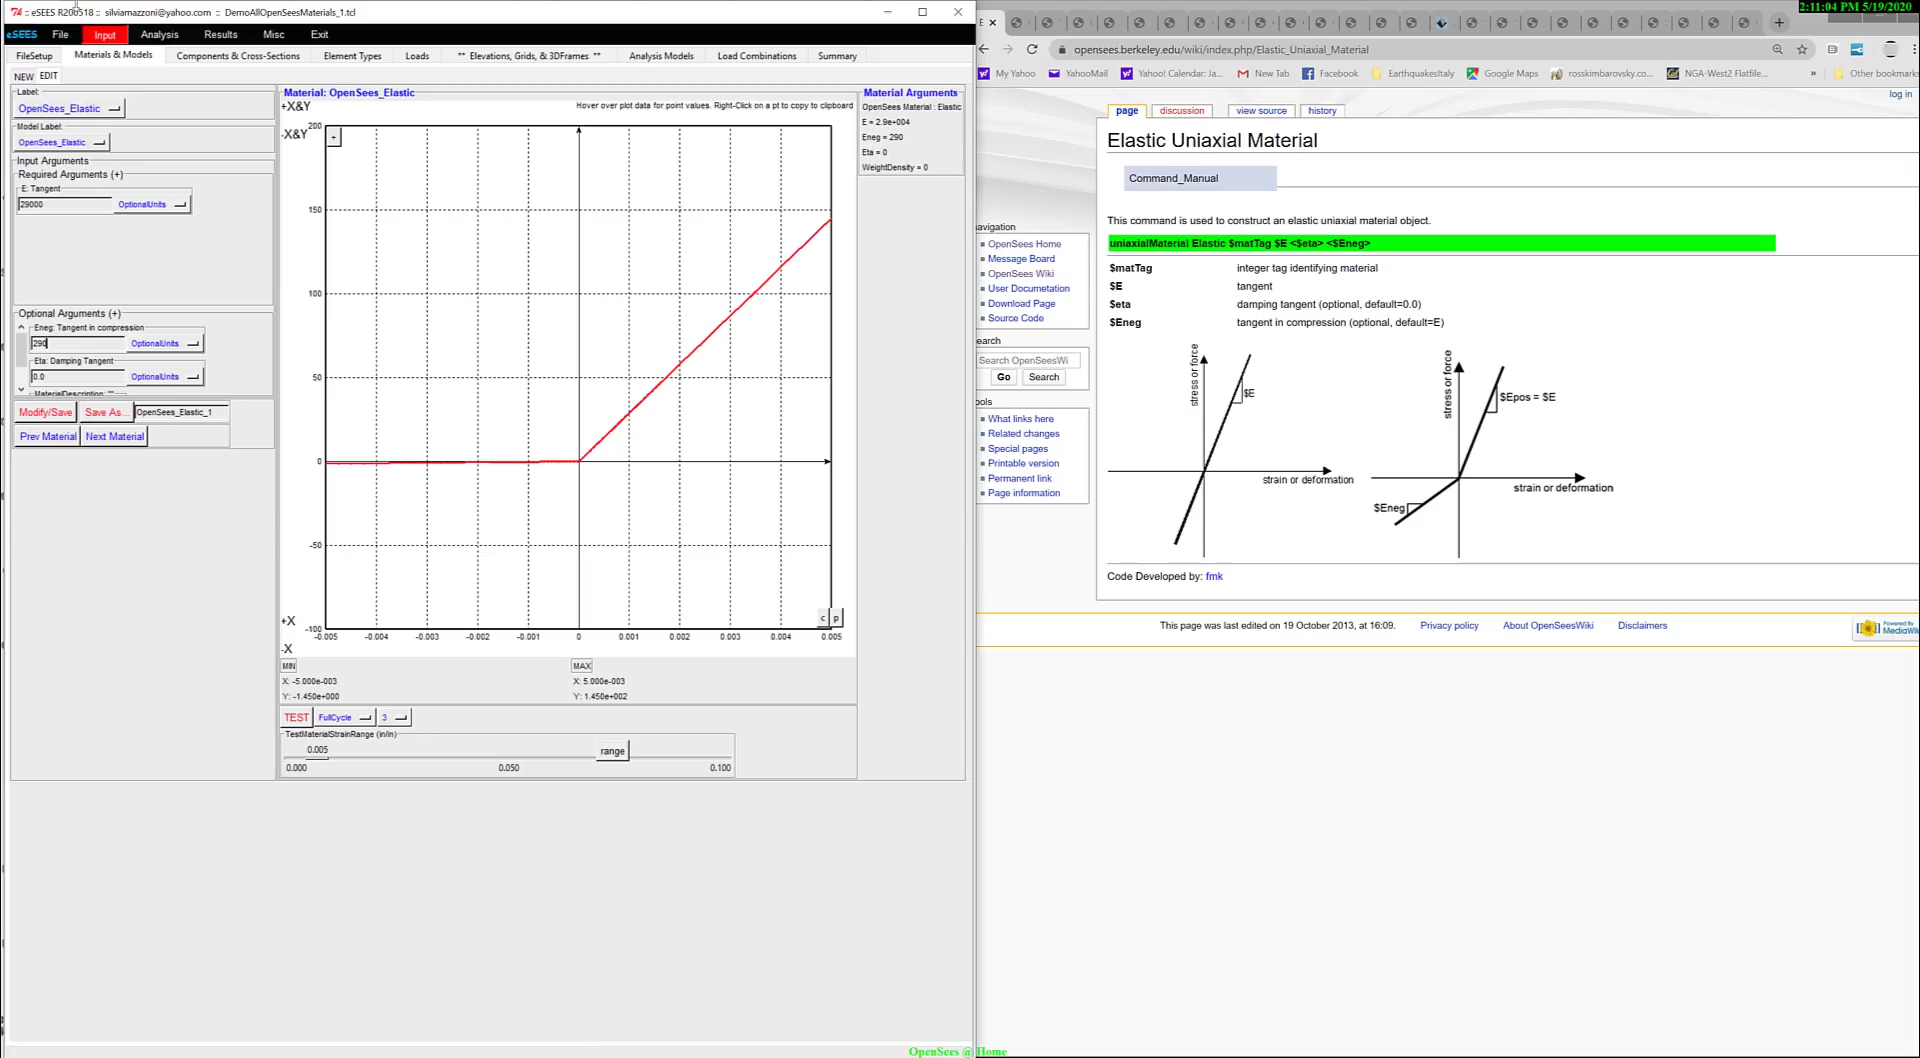 :: eSEES R200518 :: silviamazzoni@yahoo.com :: DemoAllOpenSeesMaterials_1.tcl
2:11:04 PM 5/19/2020
eSEES File Input Analysis Results Misc Exit
opensees.berkeley.edu/wiki/index.php/Elastic_Uniaxial_Material
FileSetup Materials & Models Components & Cross-Sections Element Types Loads ** Elevations, Grids, & 3DFrames ** Analysis Models Load Combinations Summary
My Yahoo YahooMail Yahoo! Calendar: Ja... New Tab Facebook EarthquakesItaly Google Maps rosskimbarovsky.co... NGA-West2 Flatfile... » Other bookmarks
NEW EDIT
Label:
OpenSees_Elastic
Model Label:
OpenSees_Elastic
Input Arguments
Required Arguments (+)
E: Tangent
29000 OptionalUnits
Optional Arguments (+)
Eneg: Tangent in compression
290 OptionalUnits
Eta: Damping Tangent
0.0 OptionalUnits
MaterialDescription: ""
Modify/Save Save As... OpenSees_Elastic_1
Prev Material Next Material
Material: OpenSees_Elastic
+X&Y
-X&Y
Hover over plot data for point values. Right-Click on a pt to copy to clipboard
200
150
100
50
0
-50
-100
+X
-X
c p
-0.005 -0.004 -0.003 -0.002 -0.001 0 0.001 0.002 0.003 0.004 0.005
MIN MAX
X: -5.000e-003 X: 5.000e-003
Y: -1.450e+000 Y: 1.450e+002
TEST FullCycle 3
TestMaterialStrainRange (in/in)
0.005 range
0.000 0.050 0.100
Material Arguments
OpenSees Material : Elastic
E = 2.9e+004
Eneg = 290
Eta = 0
WeightDensity = 0
log in
page discussion view source history
Elastic Uniaxial Material
Command_Manual
This command is used to construct an elastic uniaxial material object.
uniaxialMaterial Elastic $matTag $E <$eta> <$Eneg>
$matTag integer tag identifying material
$E tangent
$eta damping tangent (optional, default=0.0)
$Eneg tangent in compression (optional, default=E)
stress or force
$E
strain or deformation
stress or force
$Epos = $E
strain or deformation
$Eneg
Code Developed by: fmk
This page was last edited on 19 October 2013, at 16:09. Privacy policy About OpenSeesWiki Disclaimers
Powered By
MediaWiki
avigation
OpenSees Home
Message Board
OpenSees Wiki
User Documetation
Download Page
Source Code
earch
Search OpenSeesWi
Go Search
ools
What links here
Related changes
Special pages
Printable version
Permanent link
Page information
OpenSees @ Home